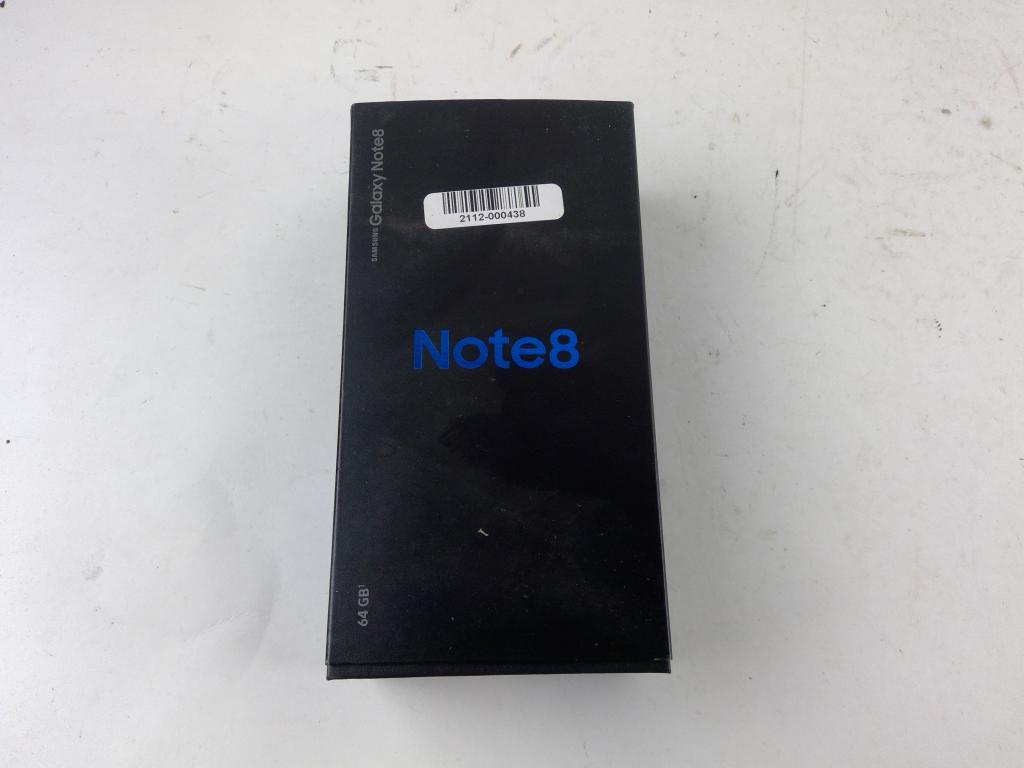 SAMSUNG Galaxy Note8
2112-000438
Note8
64 GB¹